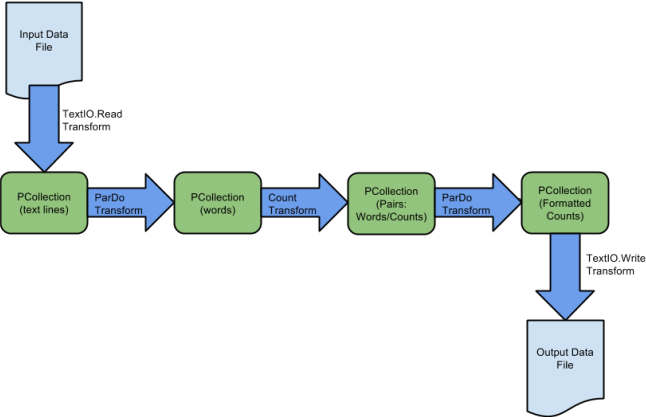 Input Data
File
TextIO.Read
Transform
PCollection
(text lines)
ParDo
Transform
PCollection
(words)
Count
Transform
PCollection
(Pairs:
Words/Counts)
ParDo
Transform
PCollection
(Formatted
Counts)
TextIO.Write
Transform
Output Data
File